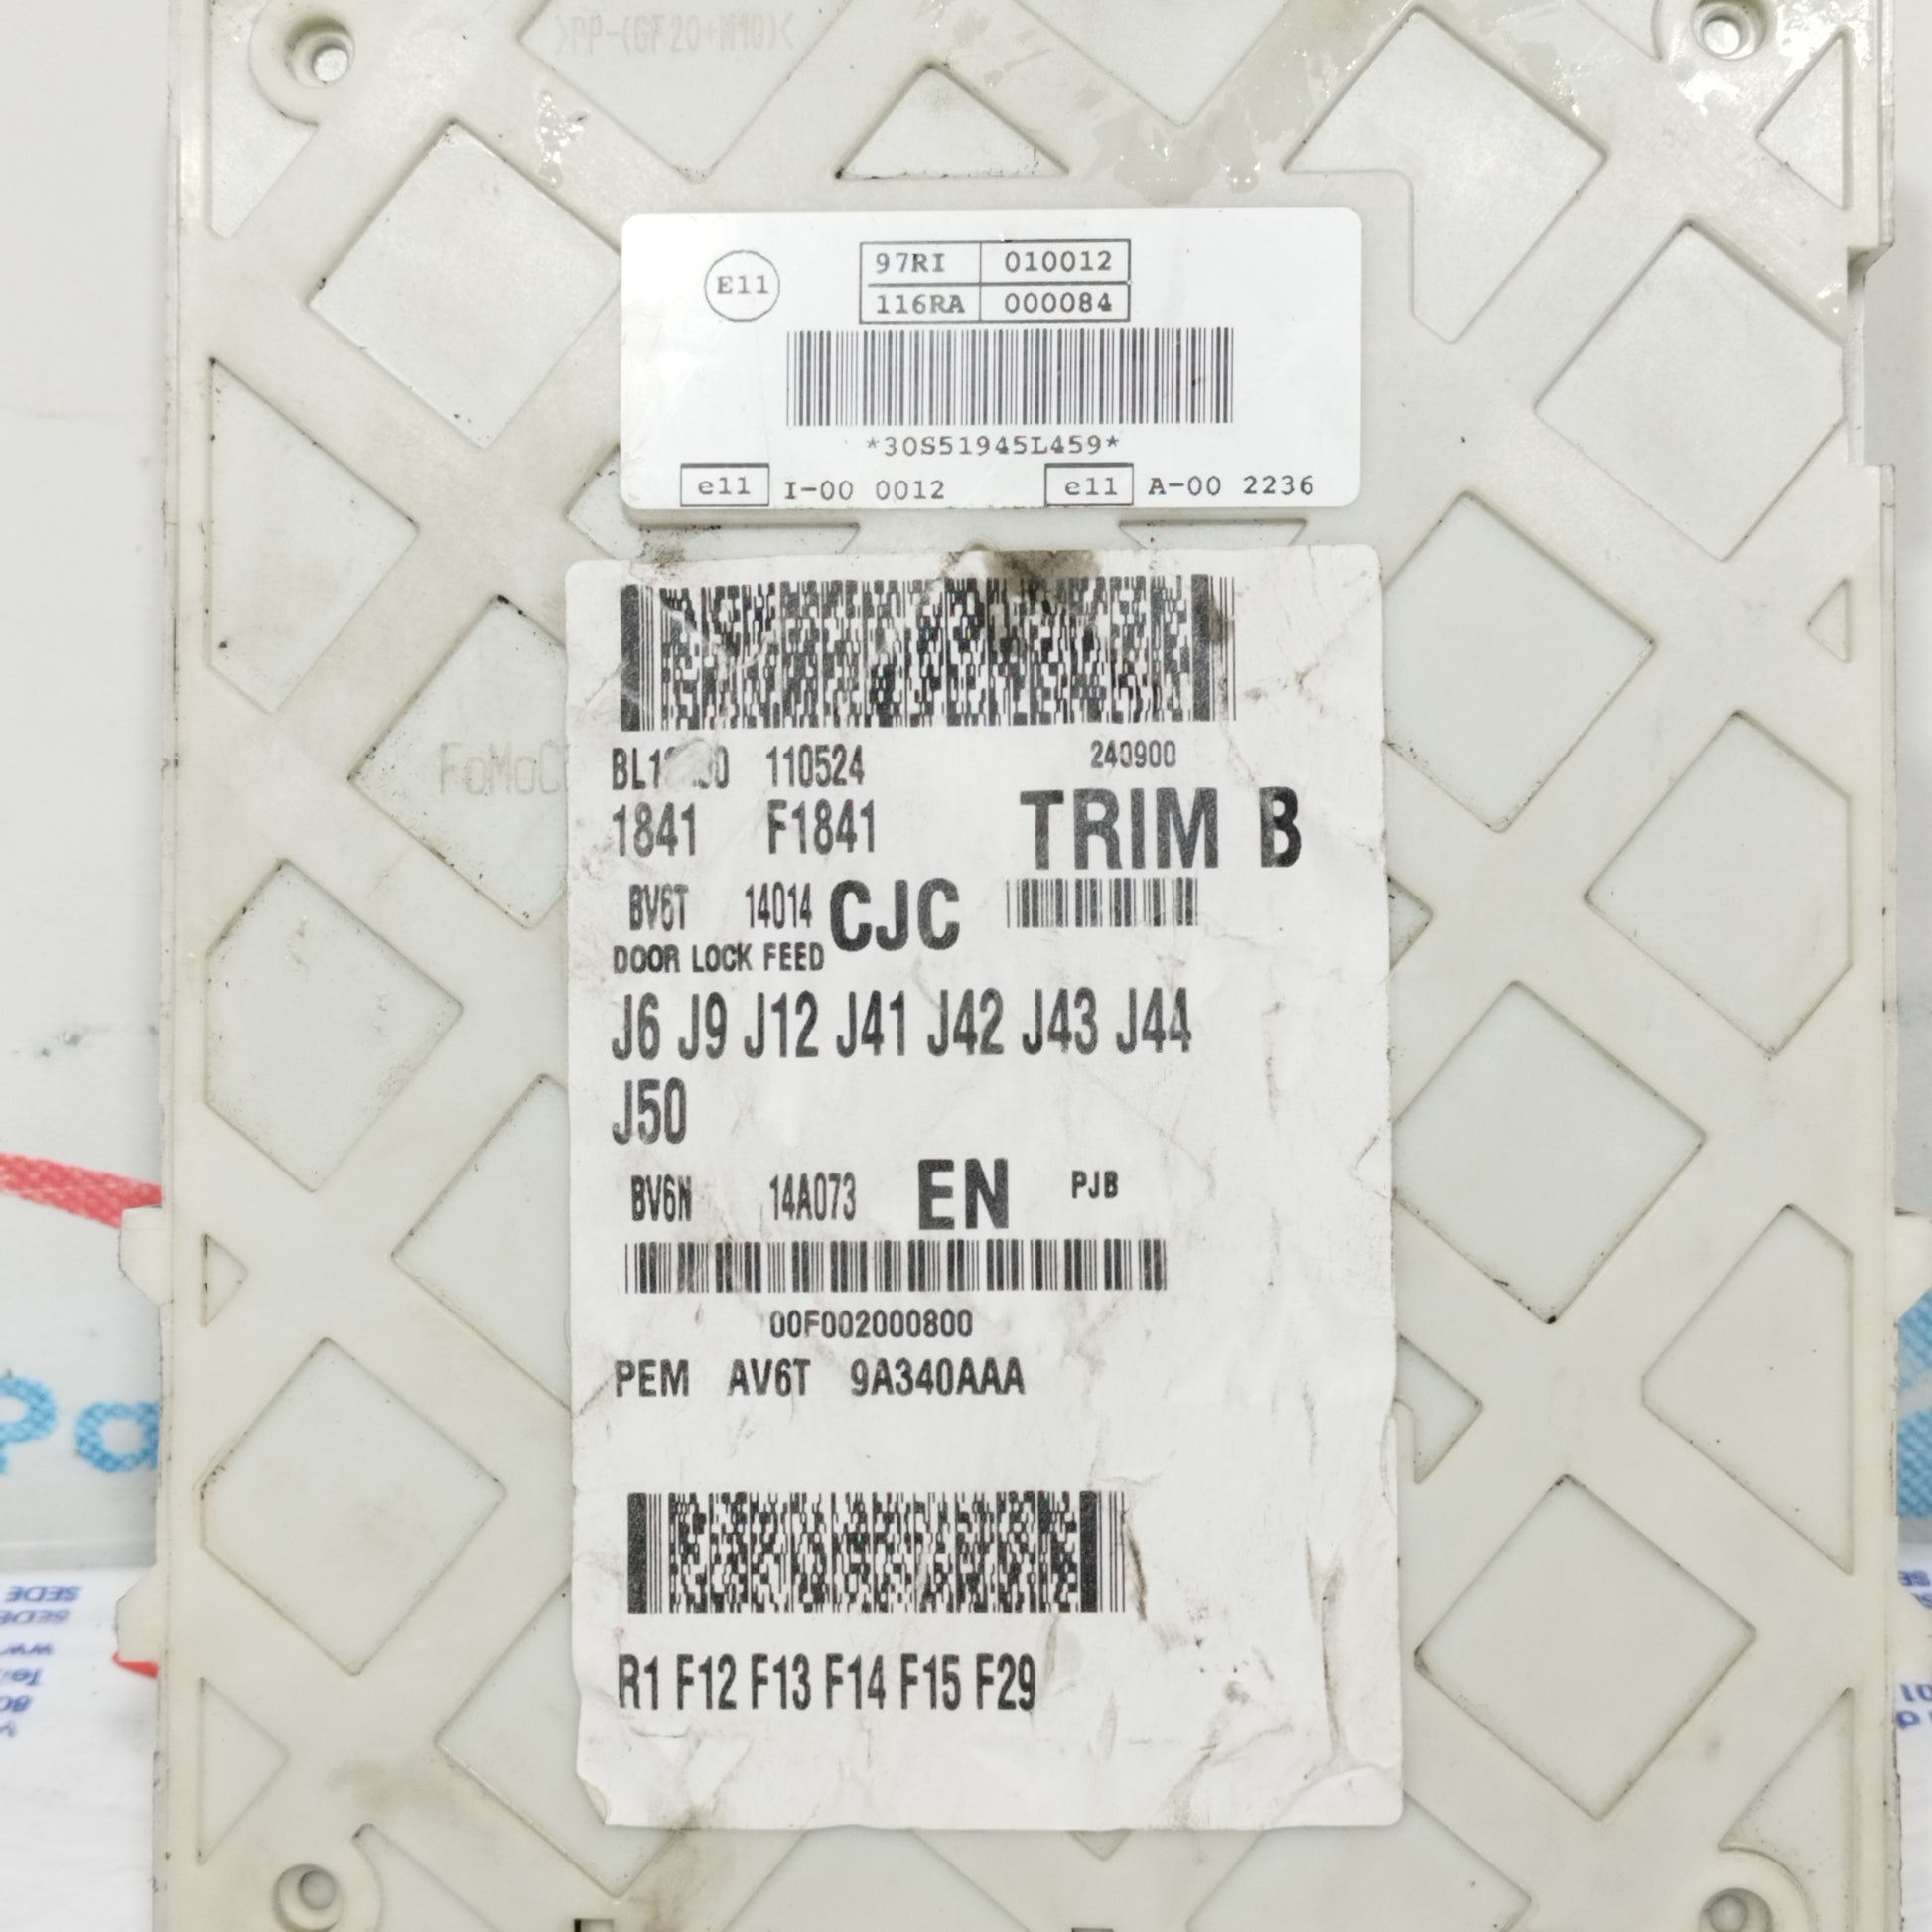 >PP-(GF20+M10)<
E11
97RI 010012
116RA 000084
*30S51945L459*
e11 I-00 0012 e11 A-00 2236
110524 240900
1841 F1841 TRIM B
BV6T 14014 CJC
DOOR LOCK FEED
J6 J9 J12 J41 J42 J43 J44
J50
BV6N 14A073 EN PJB
00F002000800
PEM AV6T 9A340AAA
R1 F12 F13 F14 F15 F29
SEDE
SEDE